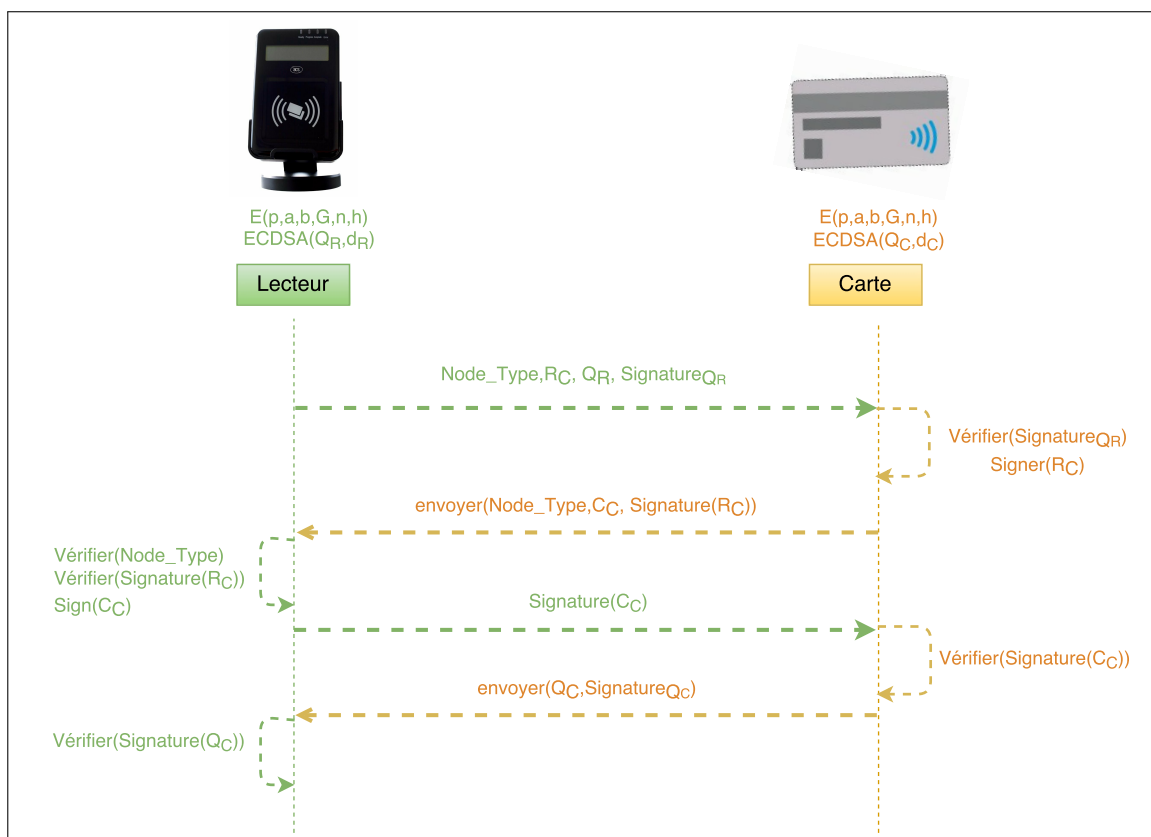 E(p,a,b,G,n,h)
ECDSA(QR,dR)
Lecteur
E(p,a,b,G,n,h)
ECDSA(QC,dC)
Carte
Node_Type,RC, QR, SignatureQR
Vérifier(SignatureQR)
Signer(RC)
envoyer(Node_Type,CC, Signature(RC))
Vérifier(Node_Type)
Vérifier(Signature(RC))
Sign(CC)
Signature(CC)
Vérifier(Signature(CC))
envoyer(QC,SignatureQC)
Vérifier(Signature(QC))